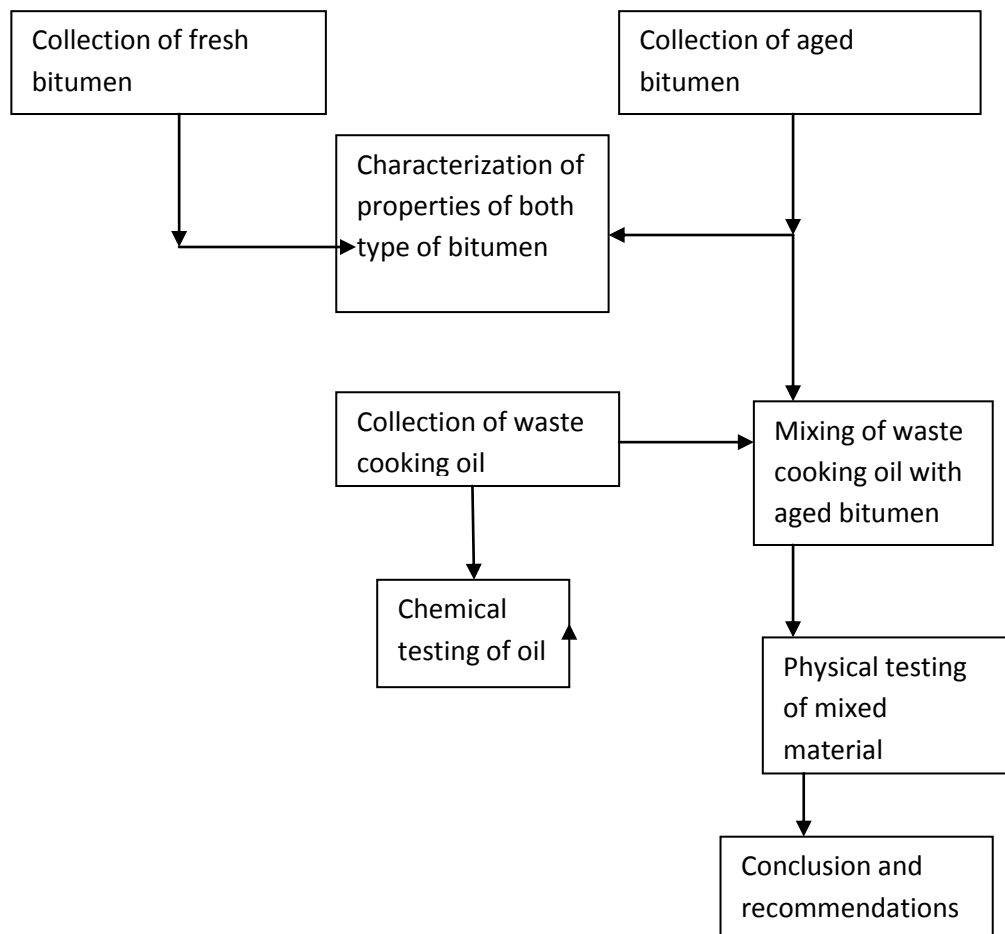 Collection of fresh
bitumen
Collection of aged
bitumen
Characterization of
properties of both
type of bitumen
Collection of waste
cooking oil
Mixing of waste
cooking oil with
aged bitumen
Chemical
testing of oil
Physical testing
of mixed
material
Conclusion and
recommendations